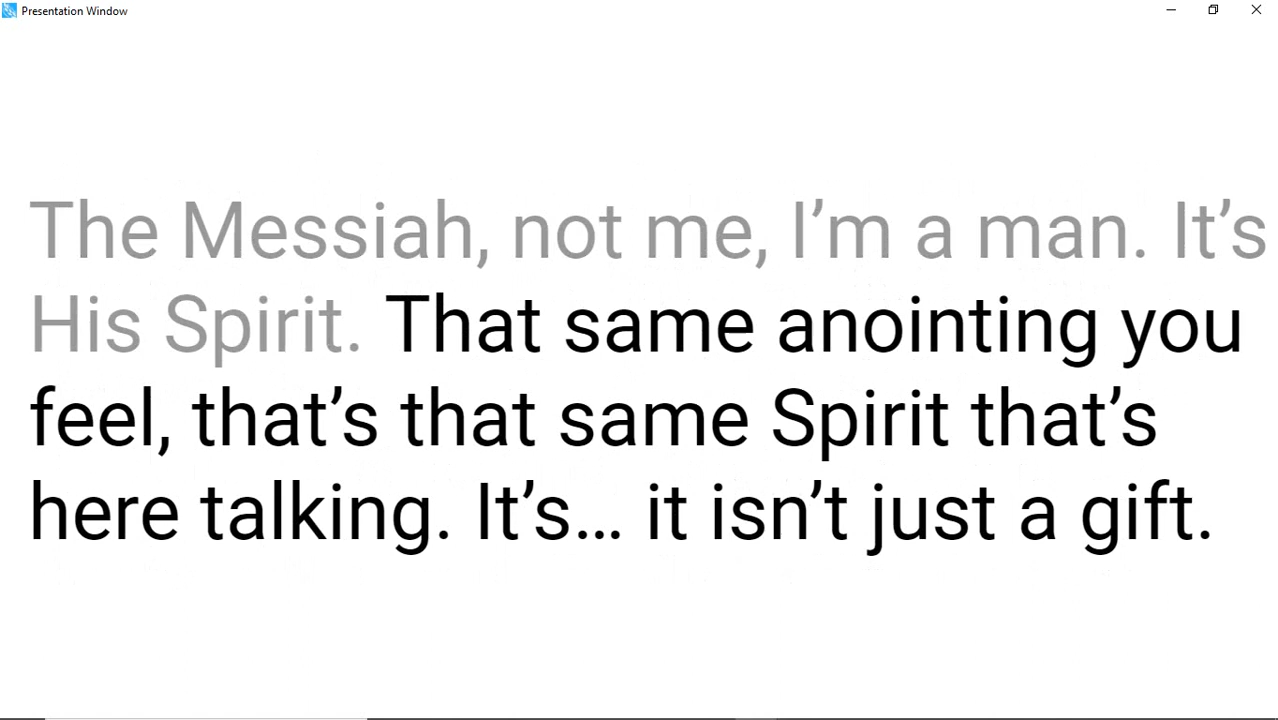 Presentation Window
The Messiah, not me, I’m a man. It’s
His Spirit. That same anointing you
feel, that’s that same Spirit that’s
here talking. It’s… it isn’t just a gift.